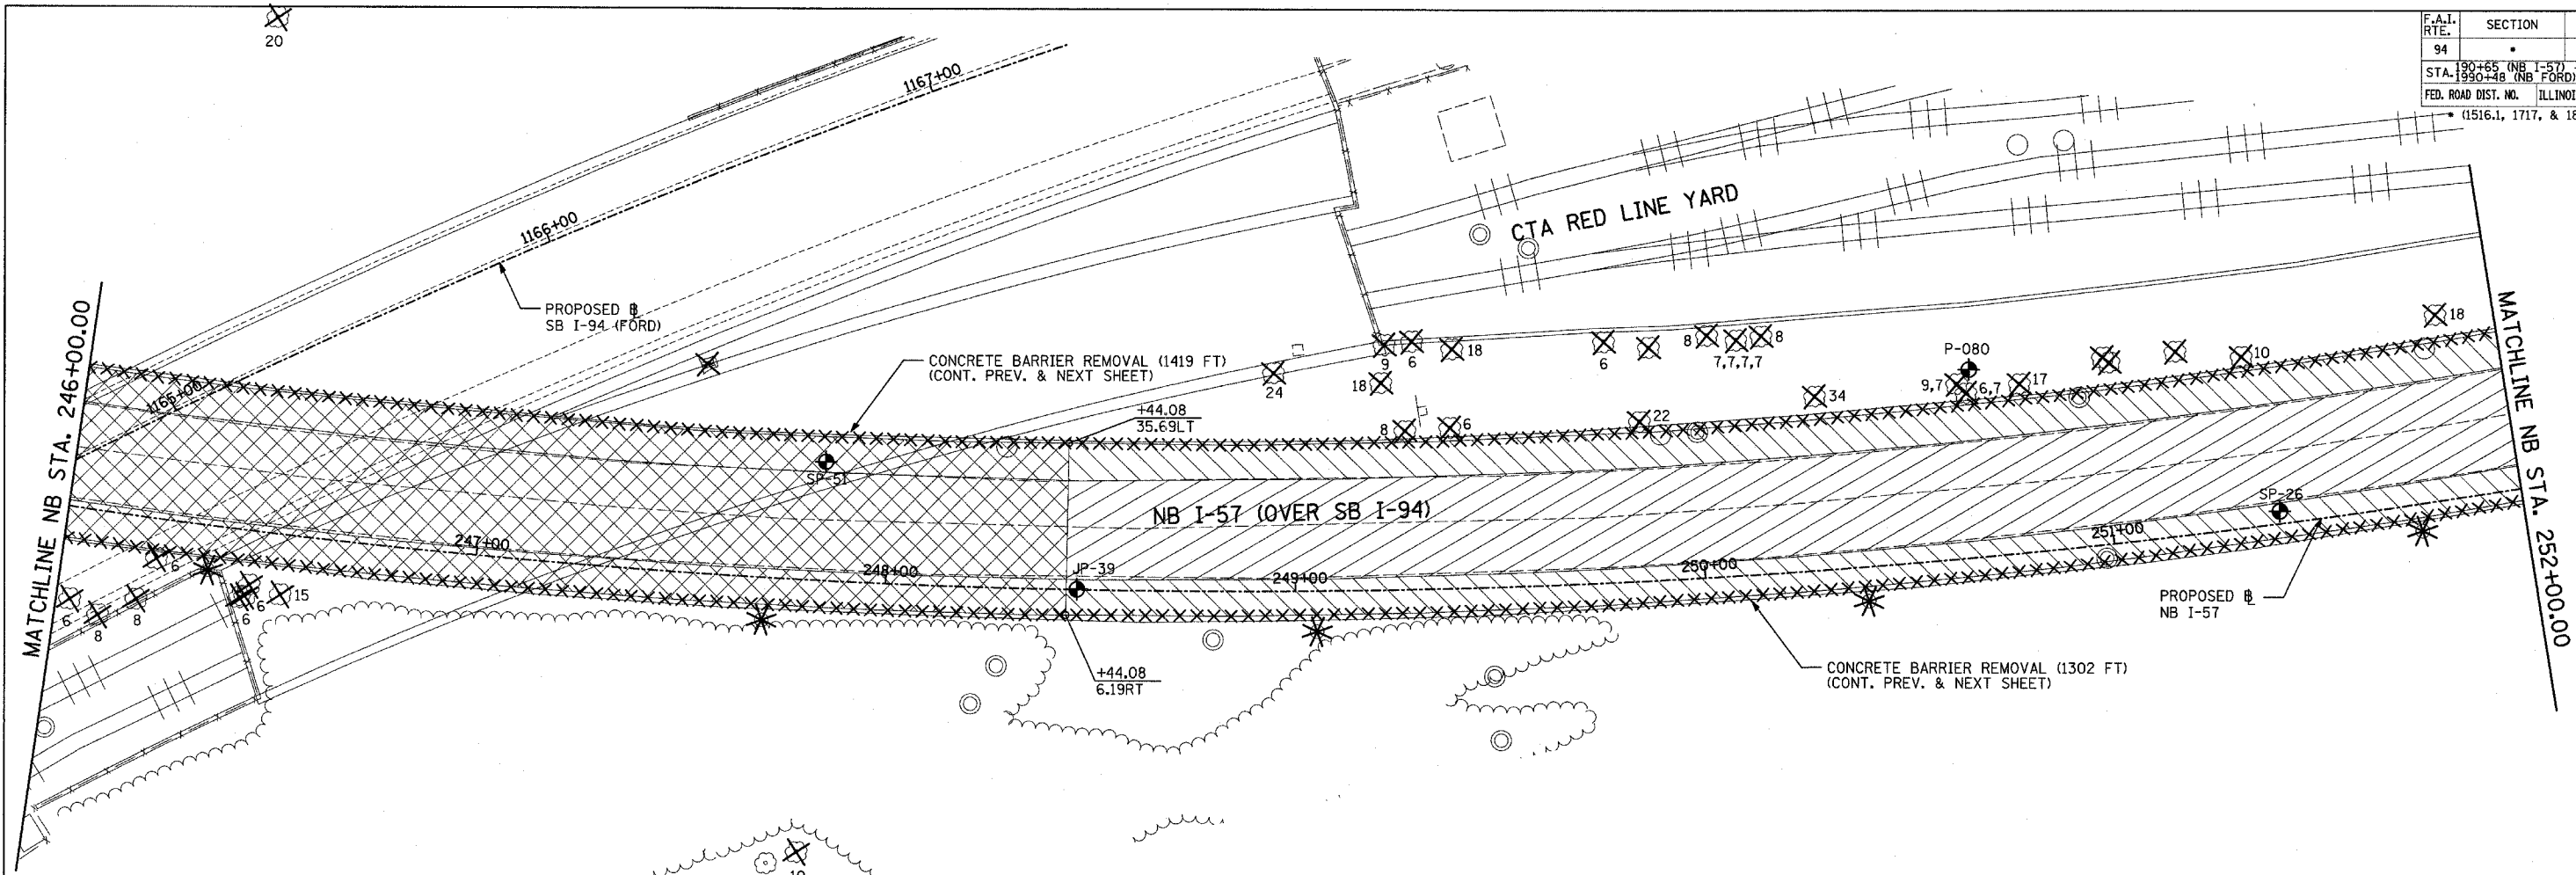 20
F.A.I. RTE.
SECTION
94
*
STA. 190+65 (NB I-57)
1990+48 (NB FORD)
FED. ROAD DIST. NO.
* (1516.1, 1717, & 
1167+00
1166+00
1165+00
CTA RED LINE YARD
PROPOSED ⅊
SB I-94 (FORD)
CONCRETE BARRIER REMOVAL (1419 FT)
(CONT. PREV. & NEXT SHEET)
MATCHLINE NB STA. 246+00.00
MATCHLINE NB STA. 252+00.00
24
9
6
18
18
6
8
7,7,7,7
8
P-080
9,7
6,7
17
10
18
34
22
8
6
+44.08
35.69LT
SP-51
NB I-57 (OVER SB I-94)
SP-26
247+00
248+00
JP-39
249+00
250+00
251+00
6
6
8
8
6
6
15
+44.08
6.19RT
PROPOSED ⅊
NB I-57
CONCRETE BARRIER REMOVAL (1302 FT)
(CONT. PREV. & NEXT SHEET)